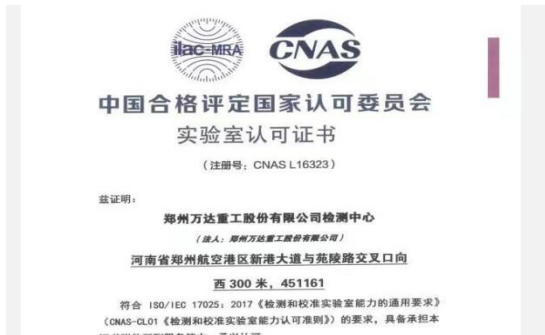 ilac-MRA
CNAS
中国合格评定国家认可委员会
实验室认可证书
（注册号：CNAS L16323）
兹证明：
郑州万达重工股份有限公司检测中心
（法人：郑州万达重工股份有限公司）
河南省郑州航空港区新港大道与苑陵路交叉口向
西 300 米，451161
符合 ISO/IEC 17025：2017《检测和校准实验室能力的通用要求》
（CNAS-CL01《检测和校准实验室能力认可准则》）的要求，具备承担本